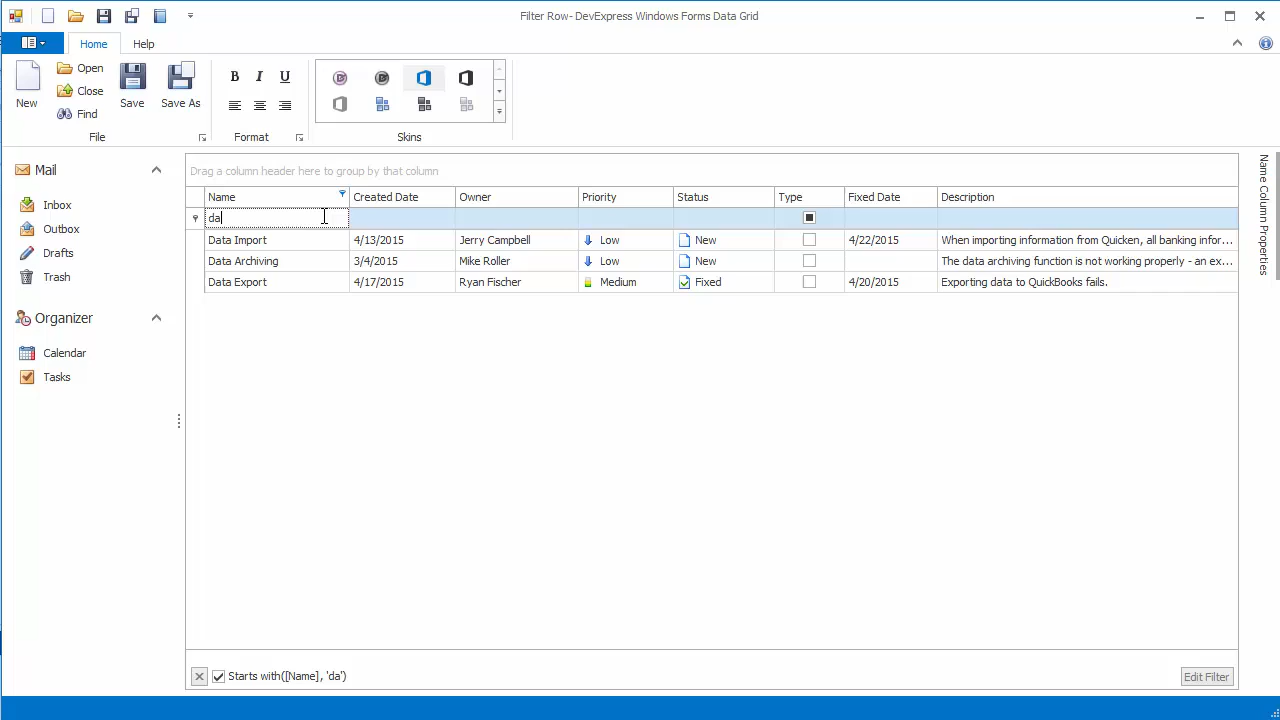 Filter Row- DevExpress Windows Forms Data Grid
Home Help
New
Open
Close
Find
Save
Save As
B I U
File
Format
Skins
Mail
Inbox
Outbox
Drafts
Trash
Organizer
Calendar
Tasks
Drag a column header here to group by that column
Name Created Date Owner Priority Status Type Fixed Date Description
da
Data Import 4/13/2015 Jerry Campbell Low New 4/22/2015 When importing information from Quicken, all banking infor...
Data Archiving 3/4/2015 Mike Roller Low New The data archiving function is not working properly - an ex...
Data Export 4/17/2015 Ryan Fischer Medium Fixed 4/20/2015 Exporting data to QuickBooks fails.
Starts with([Name], 'da')
Edit Filter
Name Column Properties